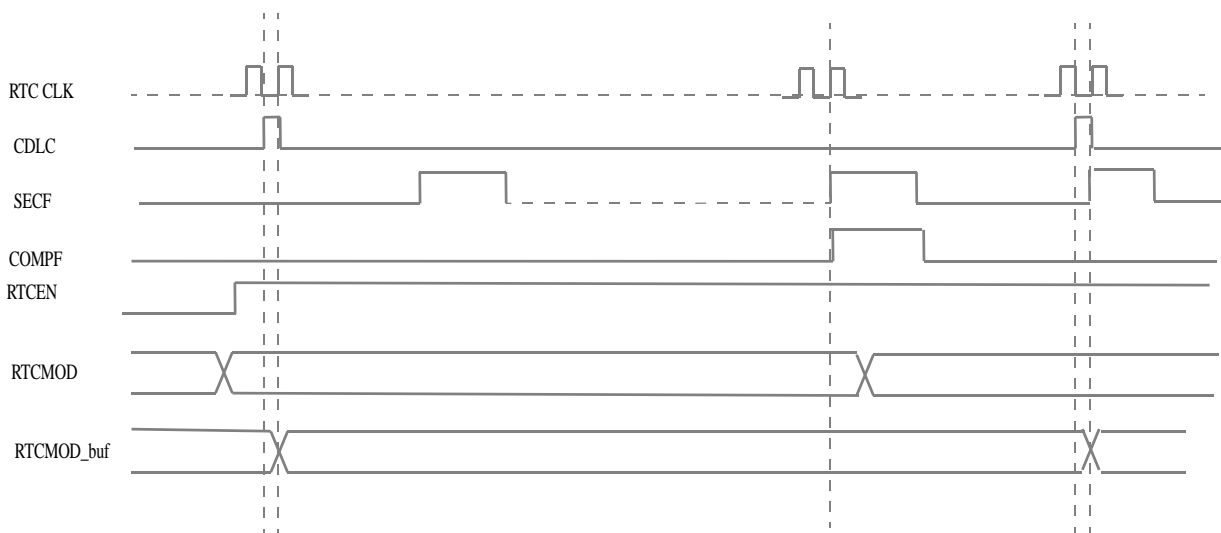 RTC CLK
CDLC
SECF
COMPF
RTCEN
RTCMOD
RTCMOD_buf